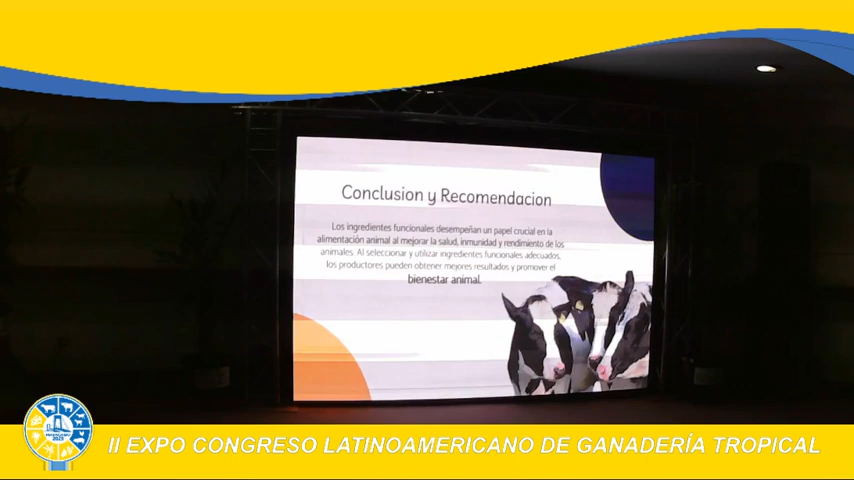 Conclusion y Recomendacion
Los ingredientes funcionales desempeñan un papel crucial en la
alimentación animal al mejorar la salud, inmunidad y rendimiento de los
animales. Al seleccionar y utilizar ingredientes funcionales adecuados,
los productores pueden obtener mejores resultados y promover el
bienestar animal.
2023
II EXPO CONGRESO LATINOAMERICANO DE GANADERÍA TROPICAL